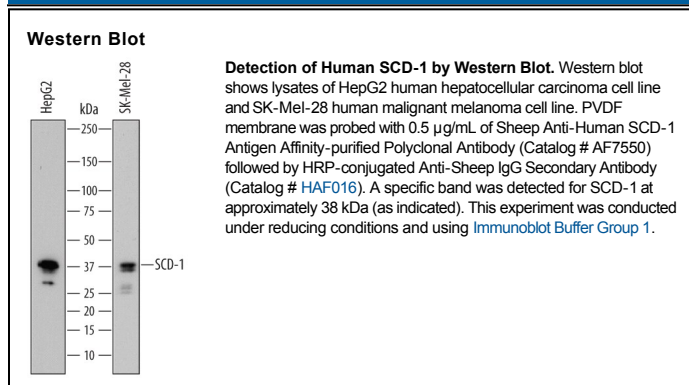 Western Blot
HepG2
kDa
SK-Mel-28
250
150
100
75
50
37
25
20
15
10
SCD-1
Detection of Human SCD-1 by Western Blot. Western blot
shows lysates of HepG2 human hepatocellular carcinoma cell line
and SK-Mel-28 human malignant melanoma cell line. PVDF
membrane was probed with 0.5 µg/mL of Sheep Anti-Human SCD-1
Antigen Affinity-purified Polyclonal Antibody (Catalog # AF7550)
followed by HRP-conjugated Anti-Sheep IgG Secondary Antibody
(Catalog # HAF016). A specific band was detected for SCD-1 at
approximately 38 kDa (as indicated). This experiment was conducted
under reducing conditions and using Immunoblot Buffer Group 1.